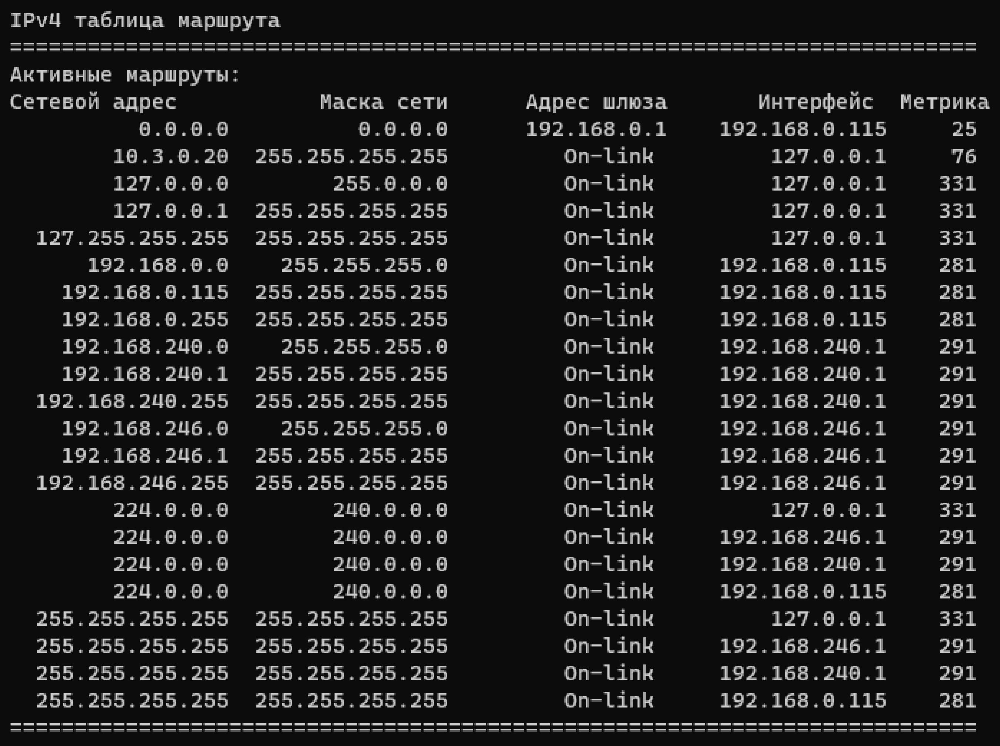 IPv4 таблица маршрута
===========================================================================
Активные маршруты:
Сетевой адрес           Маска сети      Адрес шлюза       Интерфейс  Метрика
          0.0.0.0          0.0.0.0      192.168.0.1    192.168.0.115     25
        10.3.0.20  255.255.255.255         On-link         127.0.0.1     76
        127.0.0.0        255.0.0.0         On-link         127.0.0.1    331
        127.0.0.1  255.255.255.255         On-link         127.0.0.1    331
  127.255.255.255  255.255.255.255         On-link         127.0.0.1    331
      192.168.0.0    255.255.255.0         On-link     192.168.0.115    281
    192.168.0.115  255.255.255.255         On-link     192.168.0.115    281
    192.168.0.255  255.255.255.255         On-link     192.168.0.115    281
    192.168.240.0    255.255.255.0         On-link     192.168.240.1    291
    192.168.240.1  255.255.255.255         On-link     192.168.240.1    291
  192.168.240.255  255.255.255.255         On-link     192.168.240.1    291
    192.168.246.0    255.255.255.0         On-link     192.168.246.1    291
    192.168.246.1  255.255.255.255         On-link     192.168.246.1    291
  192.168.246.255  255.255.255.255         On-link     192.168.246.1    291
        224.0.0.0        240.0.0.0         On-link         127.0.0.1    331
        224.0.0.0        240.0.0.0         On-link     192.168.246.1    291
        224.0.0.0        240.0.0.0         On-link     192.168.240.1    291
        224.0.0.0        240.0.0.0         On-link     192.168.0.115    281
  255.255.255.255  255.255.255.255         On-link         127.0.0.1    331
  255.255.255.255  255.255.255.255         On-link     192.168.246.1    291
  255.255.255.255  255.255.255.255         On-link     192.168.240.1    291
  255.255.255.255  255.255.255.255         On-link     192.168.0.115    281
===========================================================================